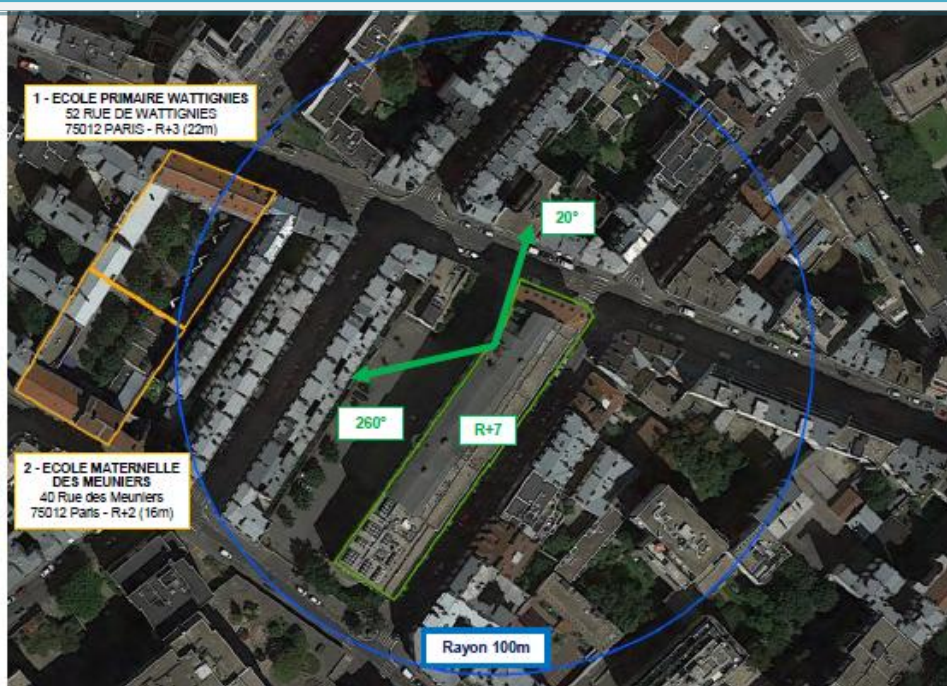 1 - ECOLE PRIMAIRE WATTIGNIES
52 RUE DE WATTIGNIES
75012 PARIS - R+3 (22m)
20°
260°
R+7
2 - ECOLE MATERNELLE
DES MEUNIERS
40 Rue des Meuniers
75012 Paris - R+2 (16m)
Rayon 100m